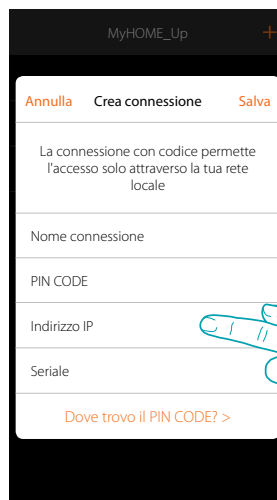 MyHOME_Up +
Annulla Crea connessione Salva
La connessione con codice permette
l'accesso solo attraverso la tua rete
locale
Nome connessione
PIN CODE
Indirizzo IP
Seriale
Dove trovo il PIN CODE? >